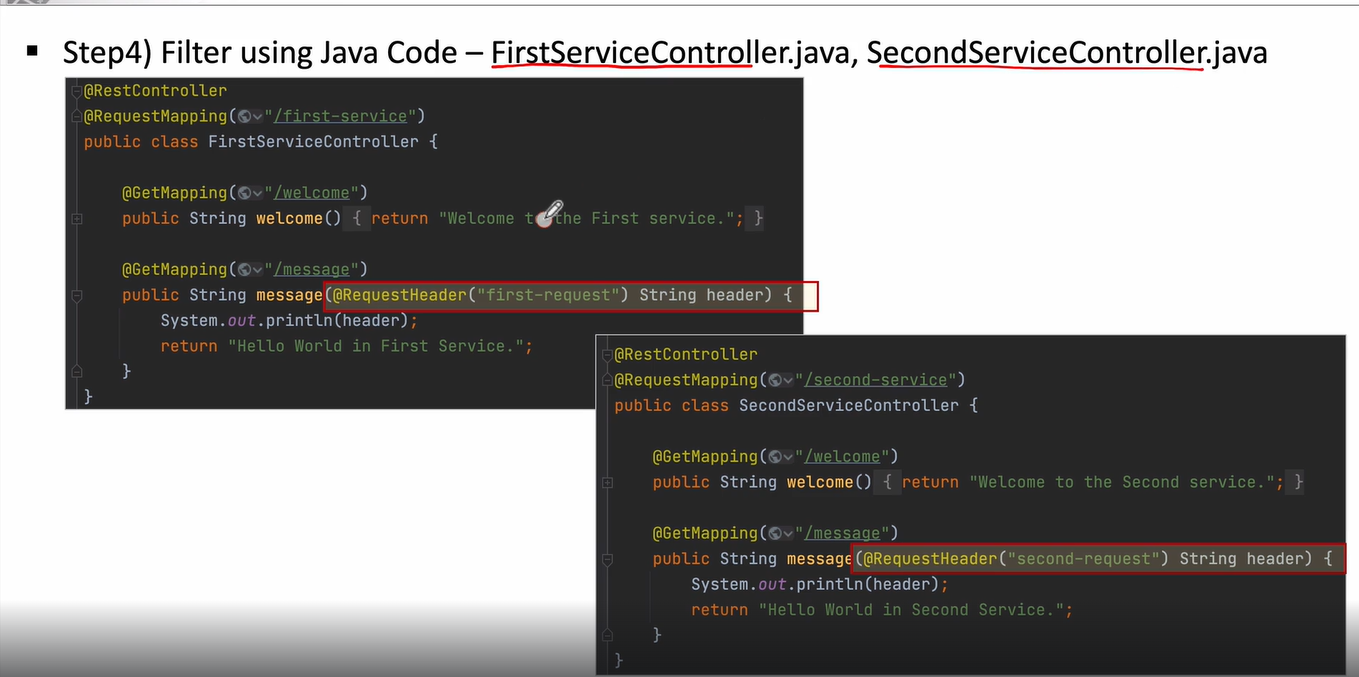 ▪ Step4) Filter using Java Code – FirstServiceController.java, SecondServiceController.java
@RestController
@RequestMapping("/first-service")
public class FirstServiceController {
@GetMapping("/welcome")
public String welcome() { return "Welcome to the First service."; }
@GetMapping("/message")
public String message(@RequestHeader("first-request") String header) {
System.out.println(header);
return "Hello World in First Service.";
}
}
@RestController
@RequestMapping("/second-service")
public class SecondServiceController {
@GetMapping("/welcome")
public String welcome() { return "Welcome to the Second service."; }
@GetMapping("/message")
public String message(@RequestHeader("second-request") String header) {
System.out.println(header);
return "Hello World in Second Service.";
}
}